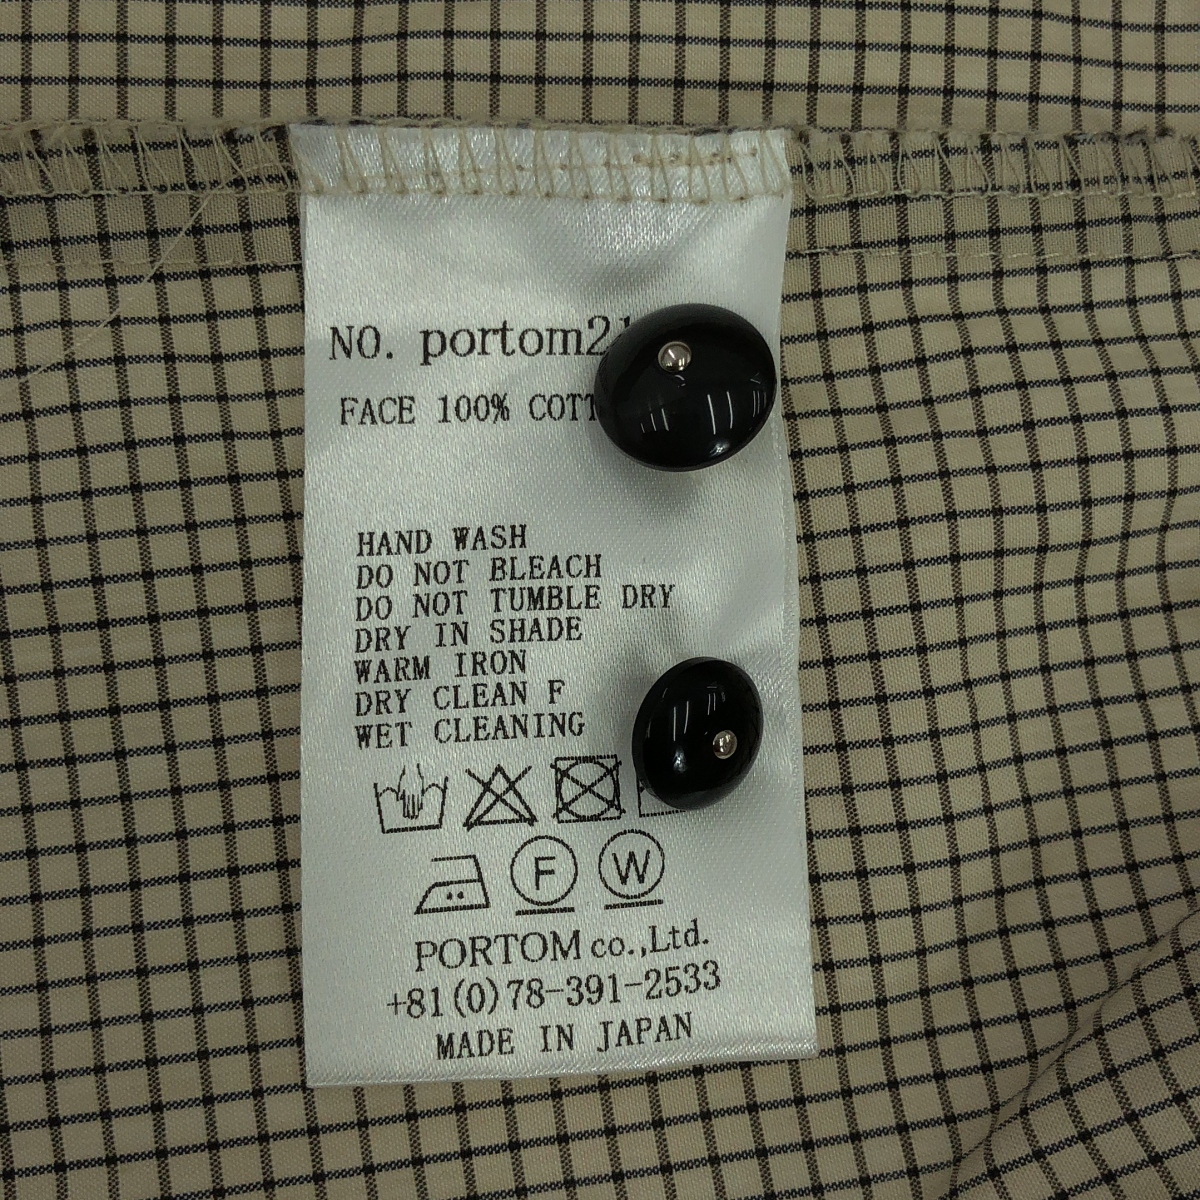 NO. portom21
FACE 100%
HAND WASH
DO NOT BLEACH
DO NOT TUMBLE DRY
DRY IN SHADE
WARM IRON
DRY CLEAN F
WET CLEANING
F W
PORTOM co.,Ltd.
+81(0)78-391-2533
MADE IN JAPAN